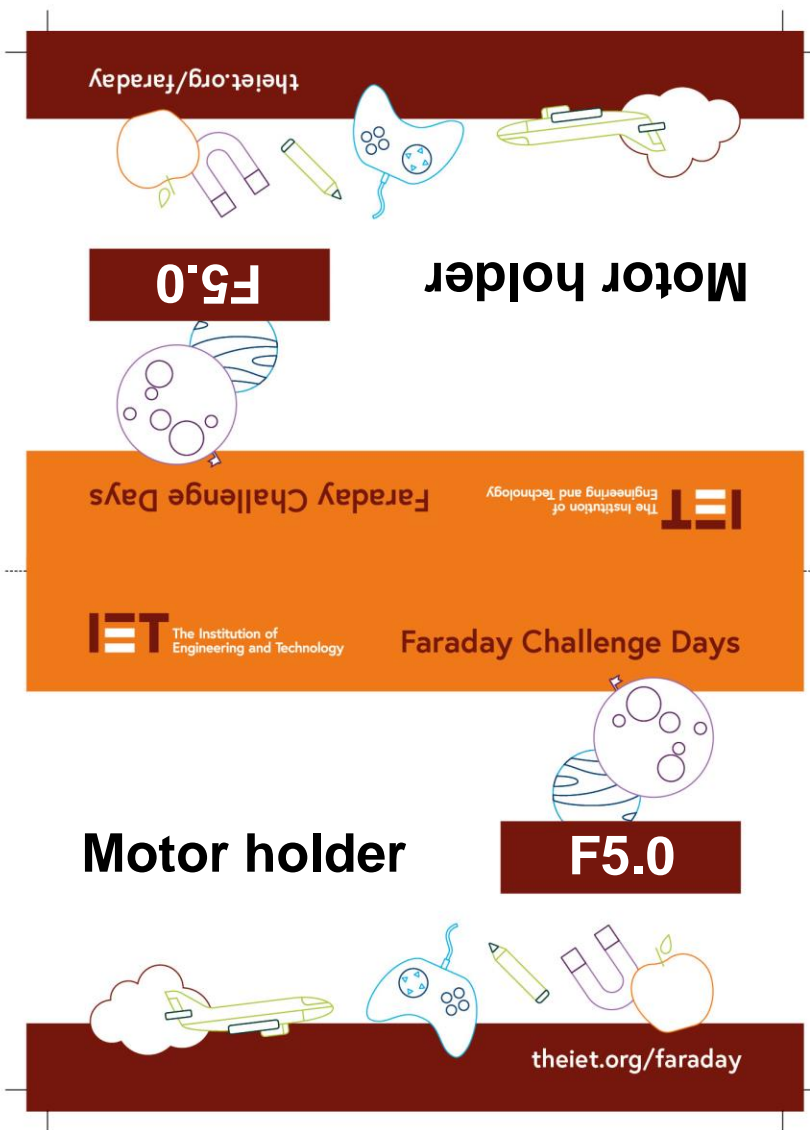 theiet.org/faraday
F5.0
Motor holder
Faraday Challenge Days
IET
The Institution of
Engineering and Technology
IET
The Institution of
Engineering and Technology
Faraday Challenge Days
Motor holder
F5.0
theiet.org/faraday